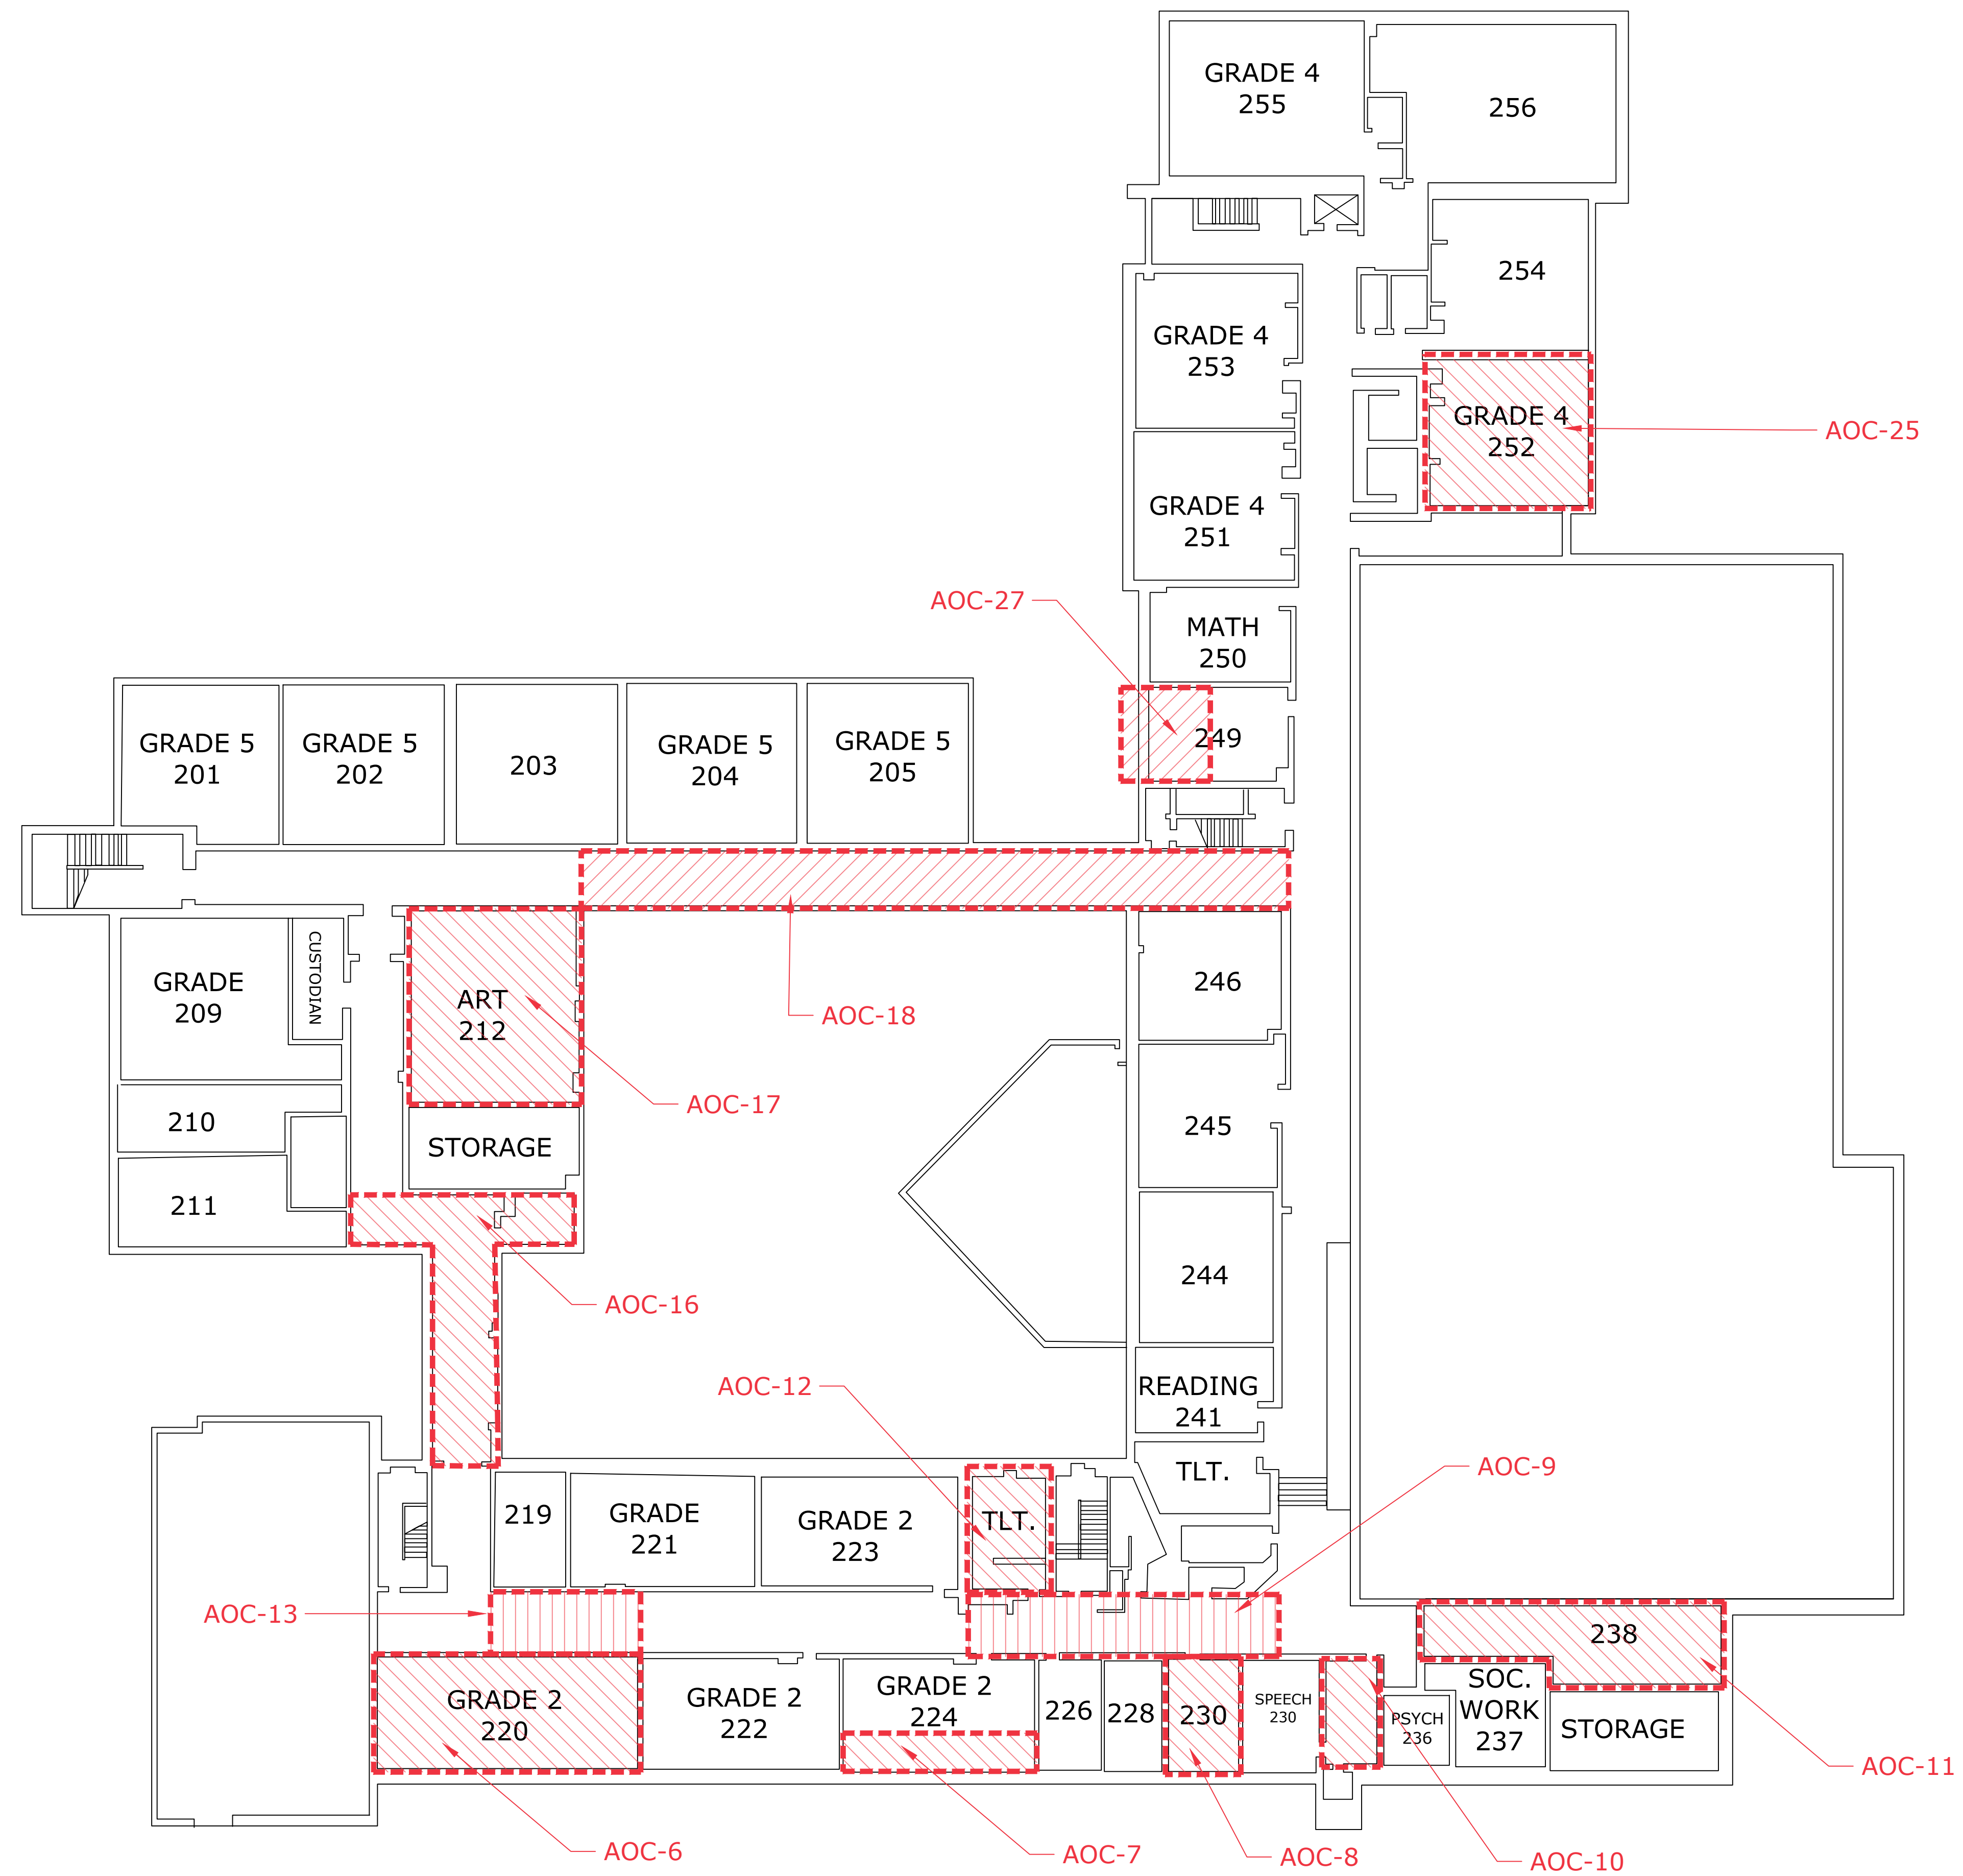 GRADE 4
255
256
254
GRADE 4
253
GRADE 4
252
AOC-25
GRADE 4
251
AOC-27
MATH
250
249
GRADE 5
201
GRADE 5
202
203
GRADE 5
204
GRADE 5
205
GRADE
209
CUSTODIAN
ART
212
AOC-18
246
AOC-17
210
STORAGE
245
211
AOC-16
244
AOC-12
READING
241
AOC-9
TLT.
219
GRADE
221
GRADE 2
223
TLT.
AOC-13
238
GRADE 2
220
GRADE 2
222
GRADE 2
224
226
228
230
SPEECH
230
PSYCH
236
SOC.
WORK
237
STORAGE
AOC-11
AOC-6
AOC-7
AOC-8
AOC-10